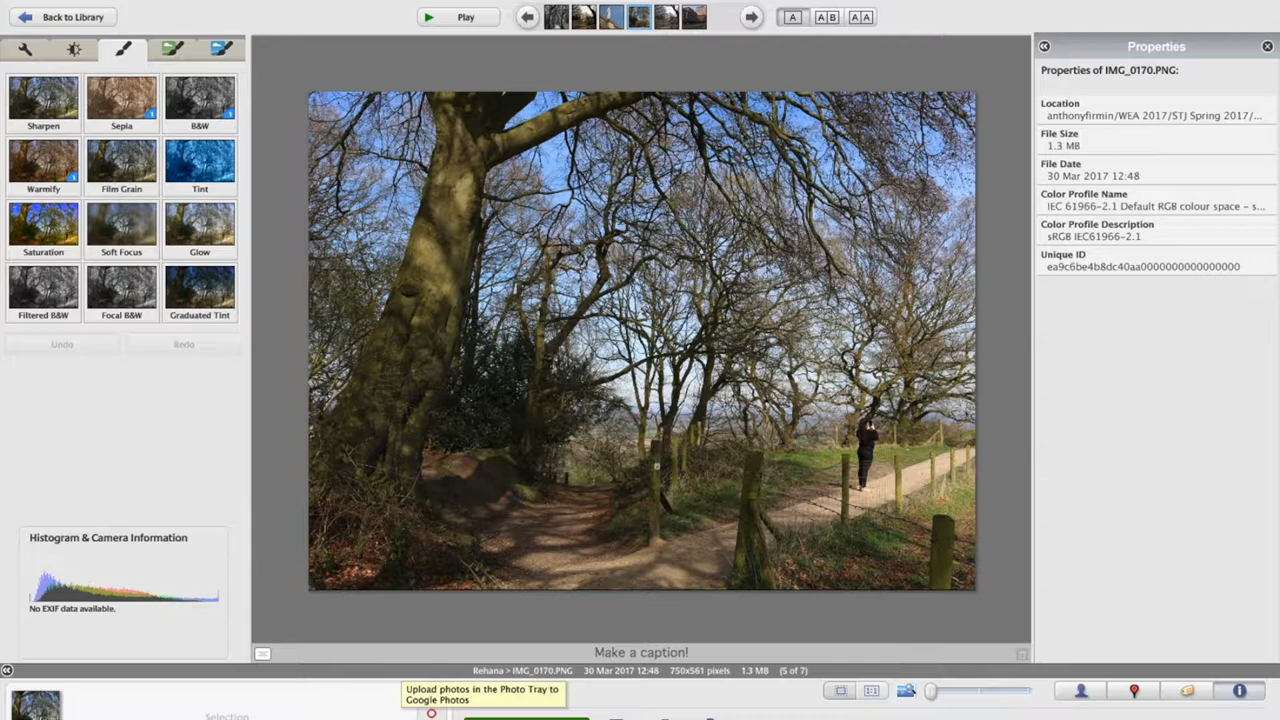 Back to Library
Play
A
AB
AA
Sharpen
Sepia
B&W
Warmify
Film Grain
Tint
Saturation
Soft Focus
Glow
Filtered B&W
Focal B&W
Graduated Tint
Undo
Redo
Histogram & Camera Information
No EXIF data available.
Make a caption!
Rehana > IMG_0170.PNG 30 Mar 2017 12:48 750x561 pixels 1.3 MB (5 of 7)
Upload photos in the Photo Tray to
Google Photos
Selection
1:1
Properties
Properties of IMG_0170.PNG:
Location
anthonyfirmin/WEA 2017/STJ Spring 2017/...
File Size
1.3 MB
File Date
30 Mar 2017 12:48
Color Profile Name
IEC 61966-2.1 Default RGB colour space - s...
Color Profile Description
sRGB IEC61966-2.1
Unique ID
ea9c6be4b8dc40aa0000000000000000